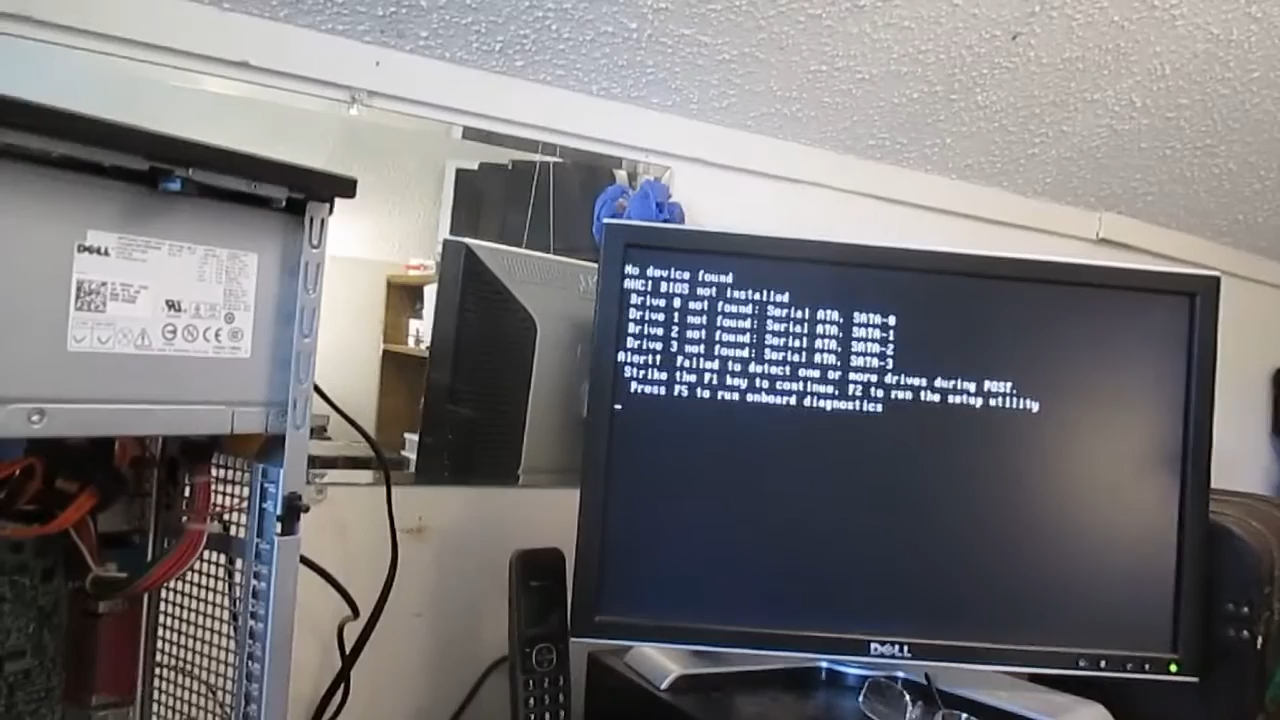 DELL
No device found
AHCI BIOS not installed
Drive 0 not found: Serial ATA, SATA-0
Drive 1 not found: Serial ATA, SATA-1
Drive 2 not found: Serial ATA, SATA-2
Drive 3 not found: Serial ATA, SATA-3
Alert! Failed to detect one or more drives during POST.
Strike the F1 key to continue, F2 to run the setup utility
Press F5 to run onboard diagnostics
DELL